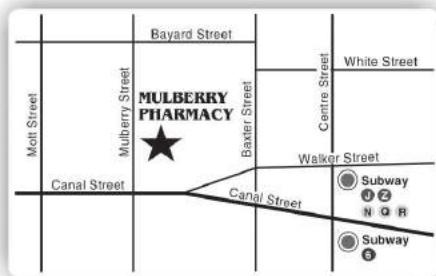 Bayard Street
White Street
Mott Street
Mulberry Street
MULBERRY
PHARMACY
Baxter Street
Centre Street
Walker Street
Canal Street
Canal Street
Subway
J Z
N Q R
Subway
6